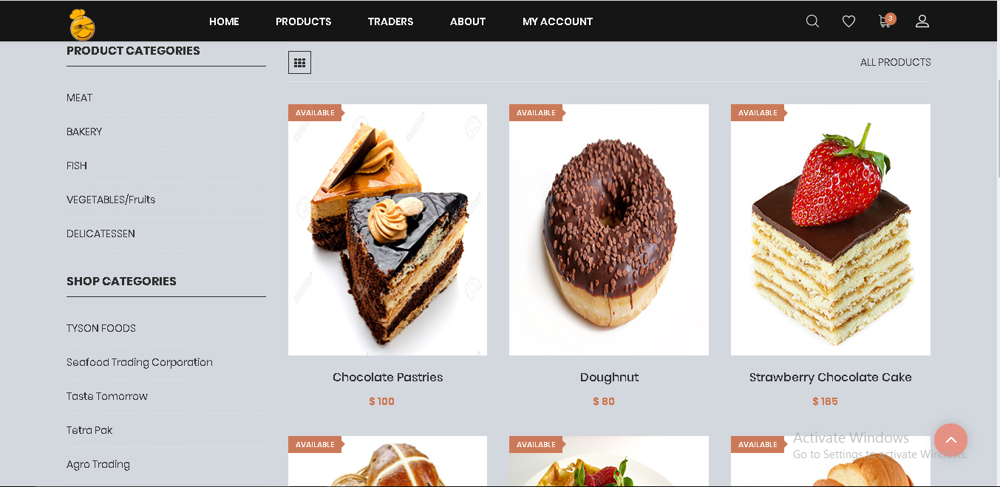 HOME PRODUCTS TRADERS ABOUT MY ACCOUNT 3
PRODUCT CATEGORIES
MEAT
BAKERY
FISH
VEGETABLES/Fruits
DELICATESSEN
SHOP CATEGORIES
TYSON FOODS
Seafood Trading Corporation
Taste Tomorrow
Tetra Pak
Agro Trading
ALL PRODUCTS
AVAILABLE AVAILABLE AVAILABLE
Chocolate Pastries Doughnut Strawberry Chocolate Cake
$ 100 $ 80 $ 165
AVAILABLE AVAILABLE AVAILABLE
Activate Windows
Go to Settings to activate Windows.